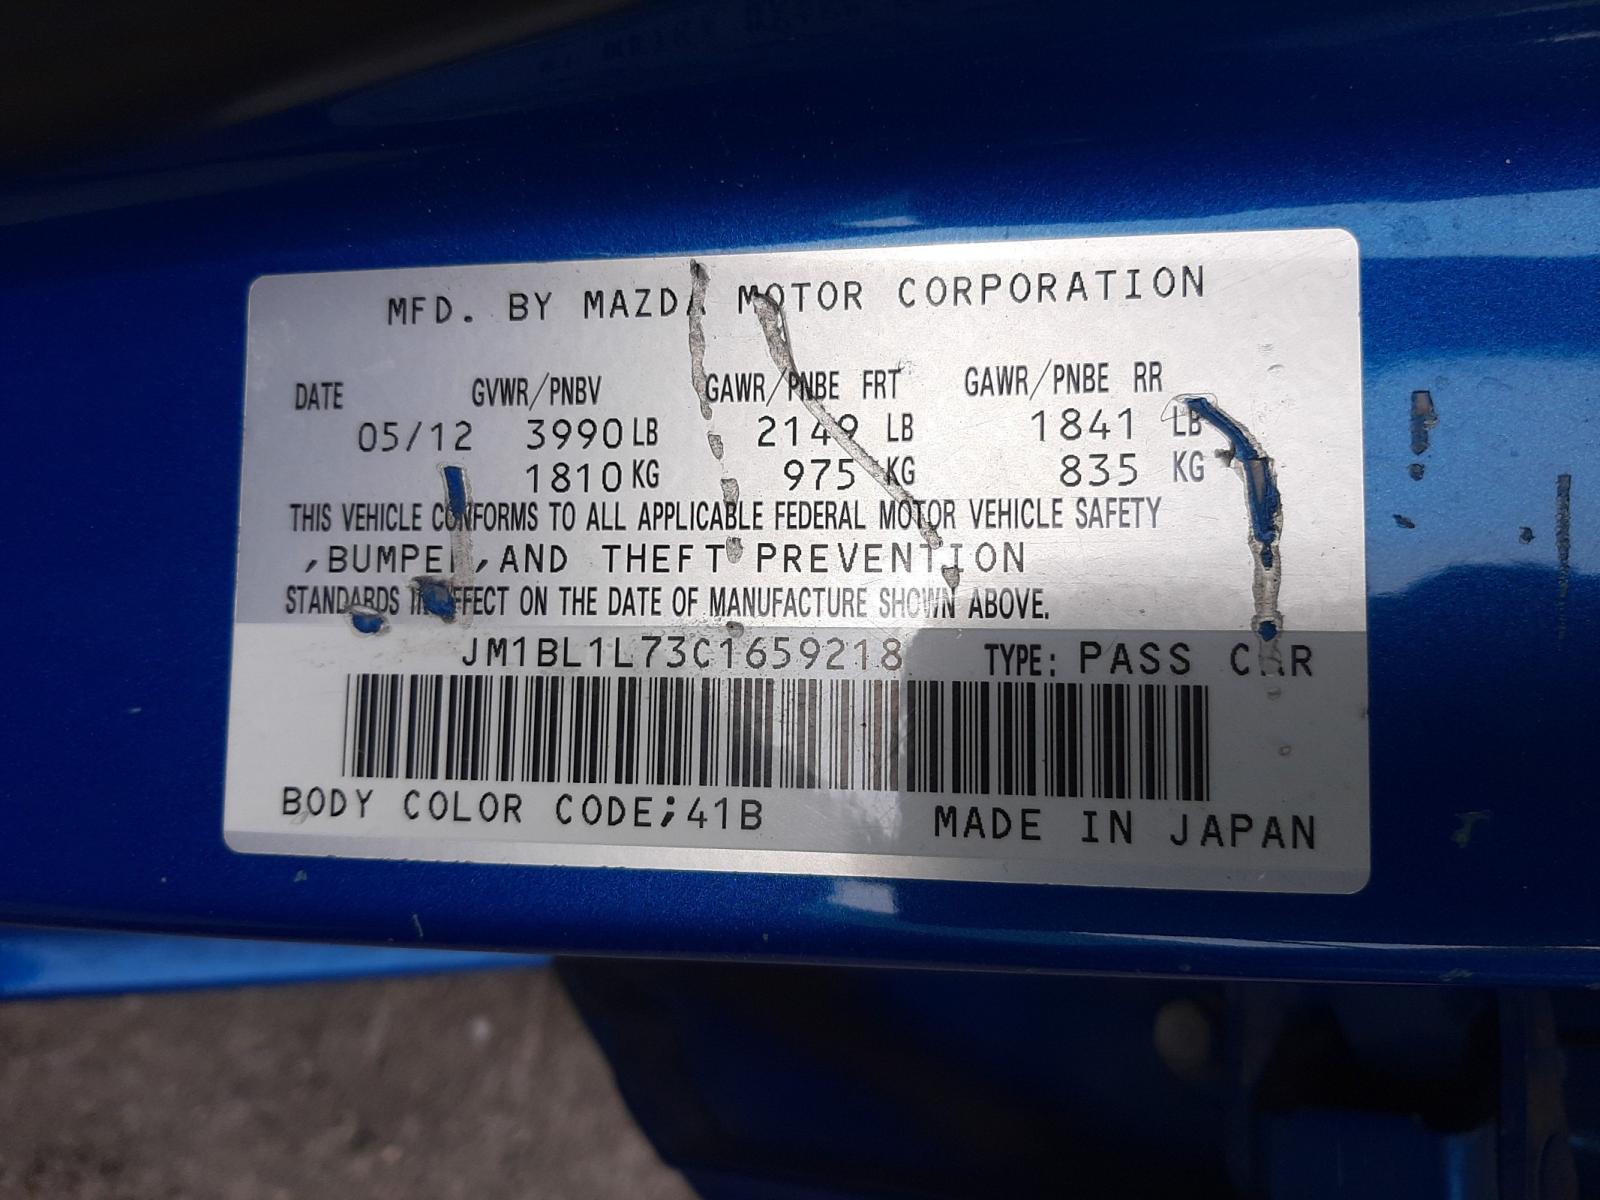 MFD. BY MAZDA MOTOR CORPORATION
DATE GVWR/PNBV GAWR/PNBE FRT GAWR/PNBE RR
05/12 3990 LB 2149 LB 1841 LB
1810 KG 975 KG 835 KG
THIS VEHICLE CONFORMS TO ALL APPLICABLE FEDERAL MOTOR VEHICLE SAFETY
,BUMPER,AND THEFT PREVENTION
STANDARDS IN EFFECT ON THE DATE OF MANUFACTURE SHOWN ABOVE.
JM1BL1L73C1659218 TYPE: PASS CAR
BODY COLOR CODE;41B MADE IN JAPAN